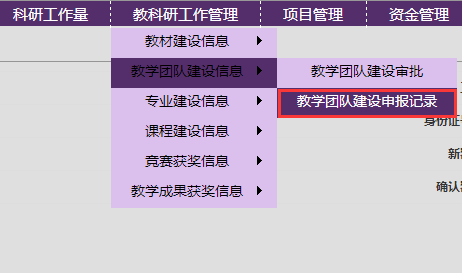 科研工作量 教科研工作管理 项目管理 资金管理
教材建设信息
教学团队建设信息 教学团队建设审批
专业建设信息 教学团队建设申报记录
课程建设信息 身份证
竞赛获奖信息 新
教学成果获奖信息 确认